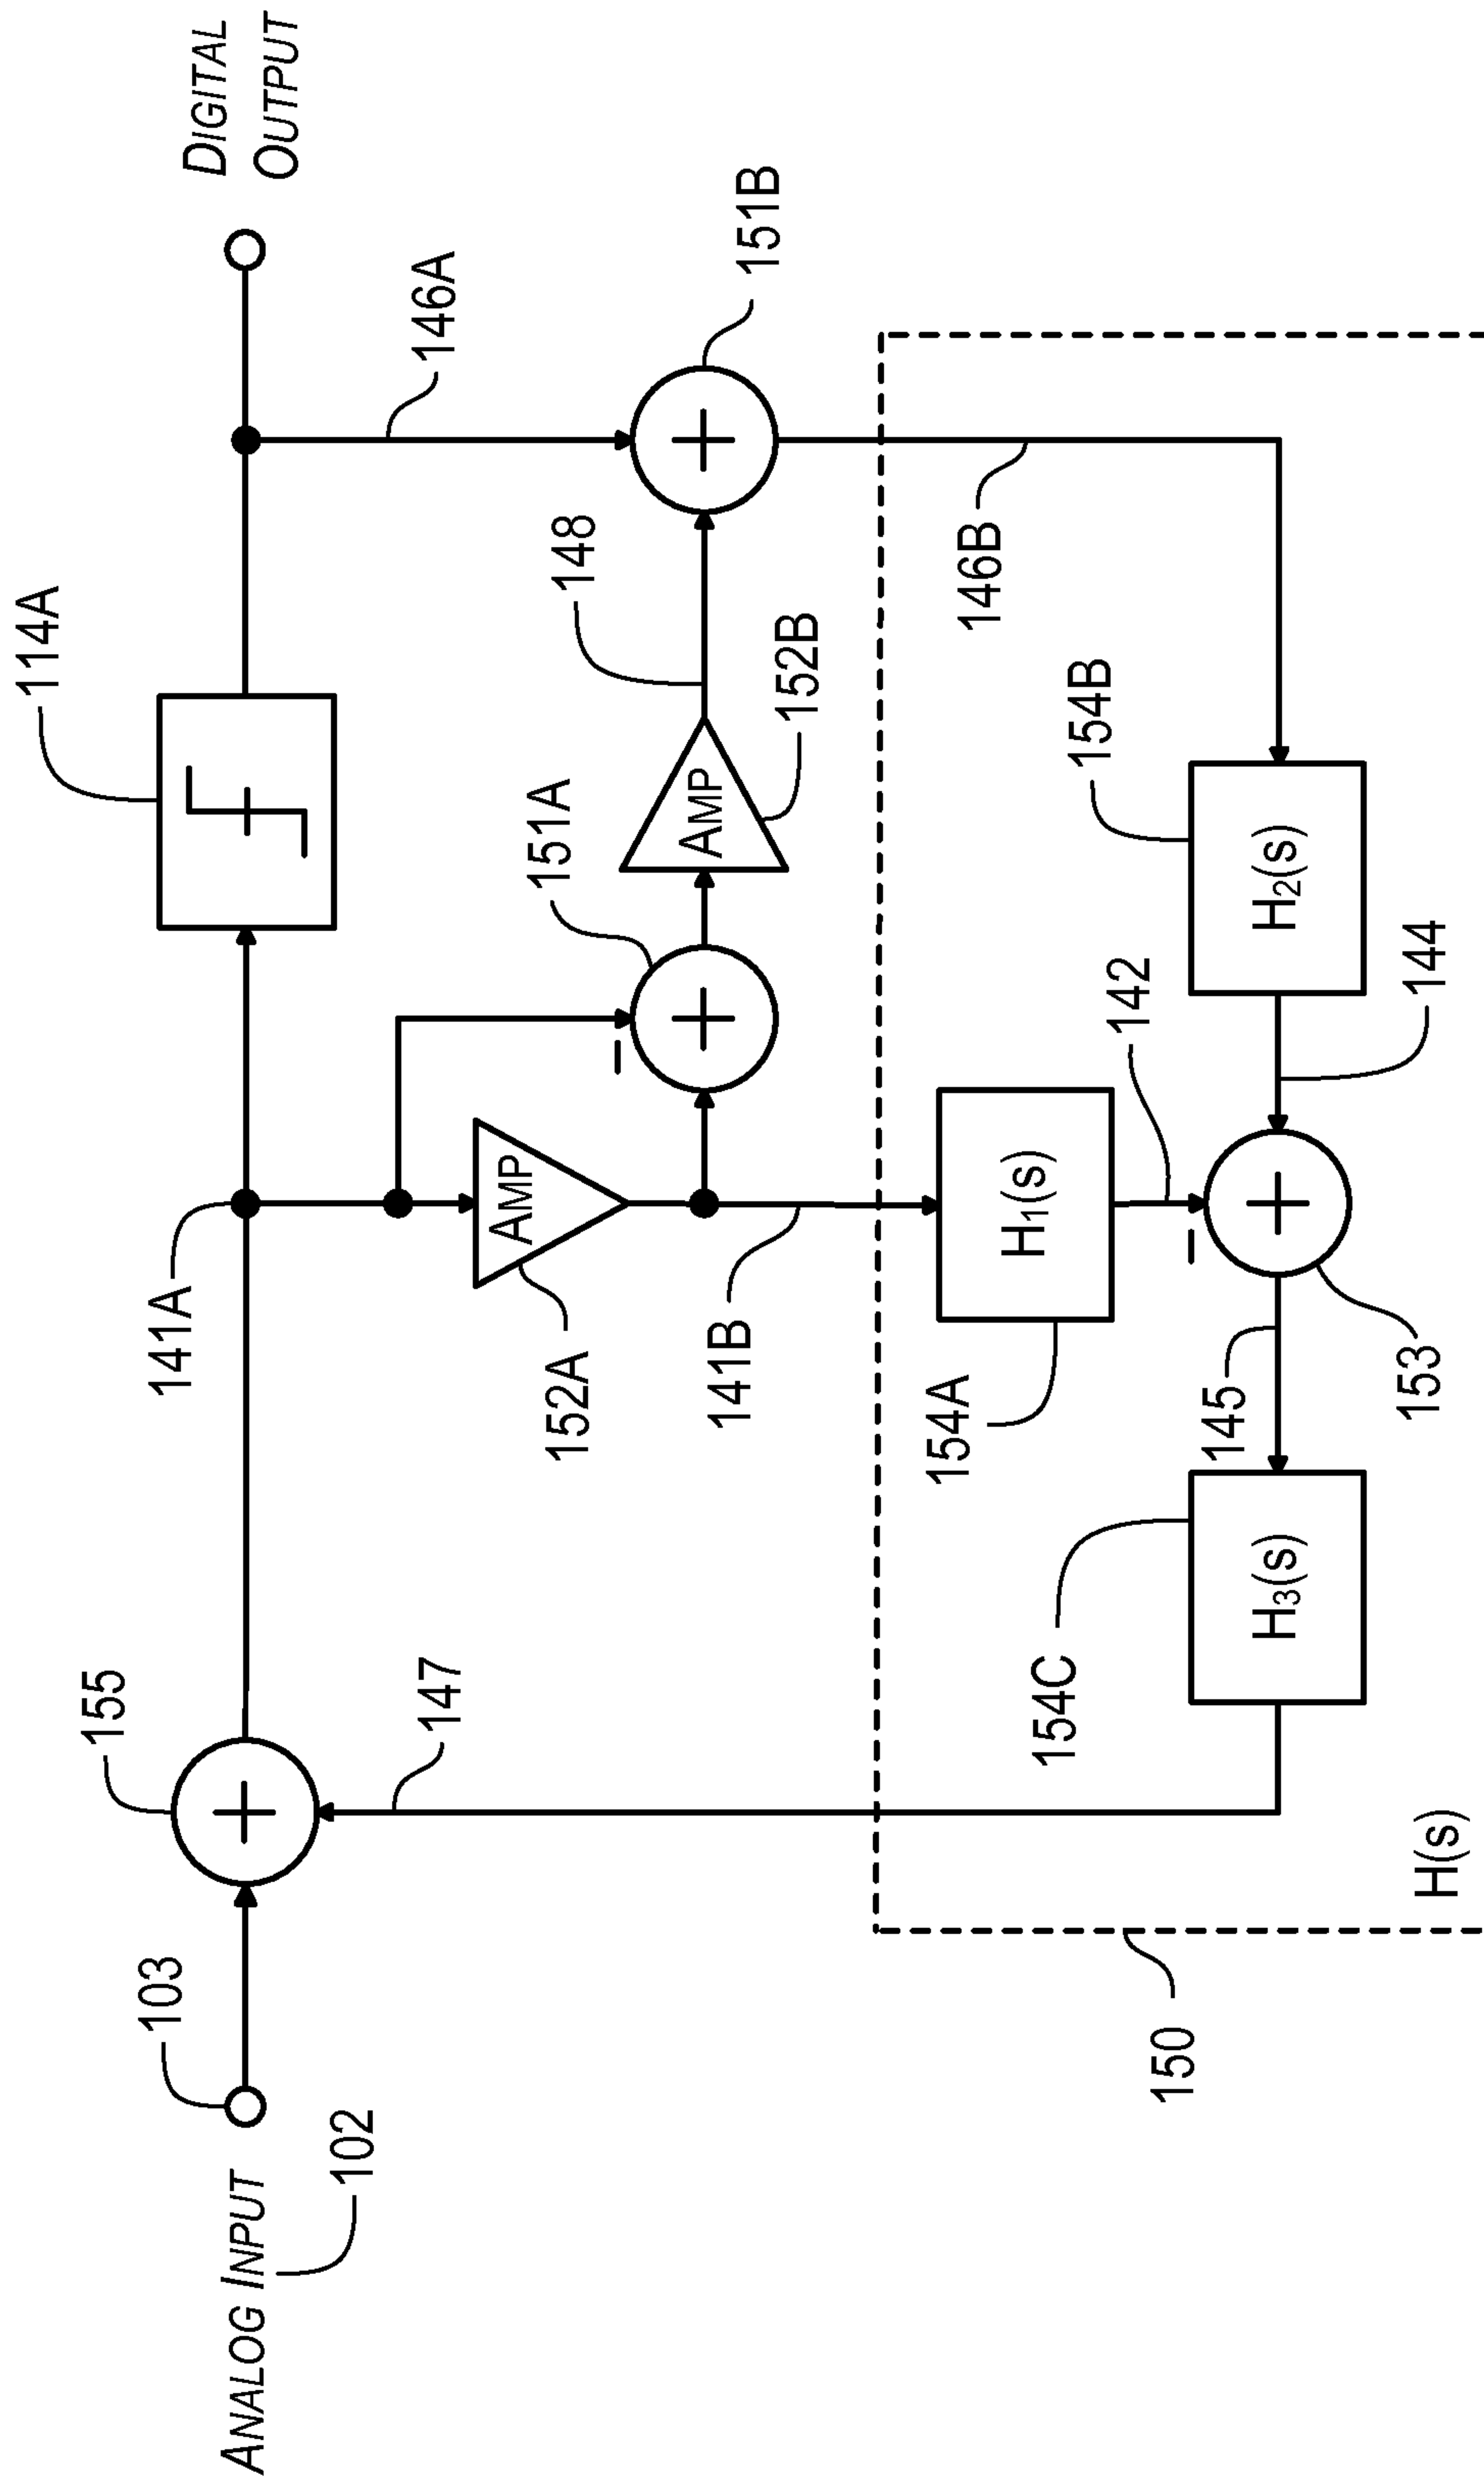 ANALOG INPUT
102
103
155
141A
114A
DIGITAL
OUTPUT
147
152A
AMP
141B
151A
AMP
152B
148
146A
151B
150
H(s)
154C
H3(s)
145
153
154A
H1(s)
142
144
154B
H2(s)
146B